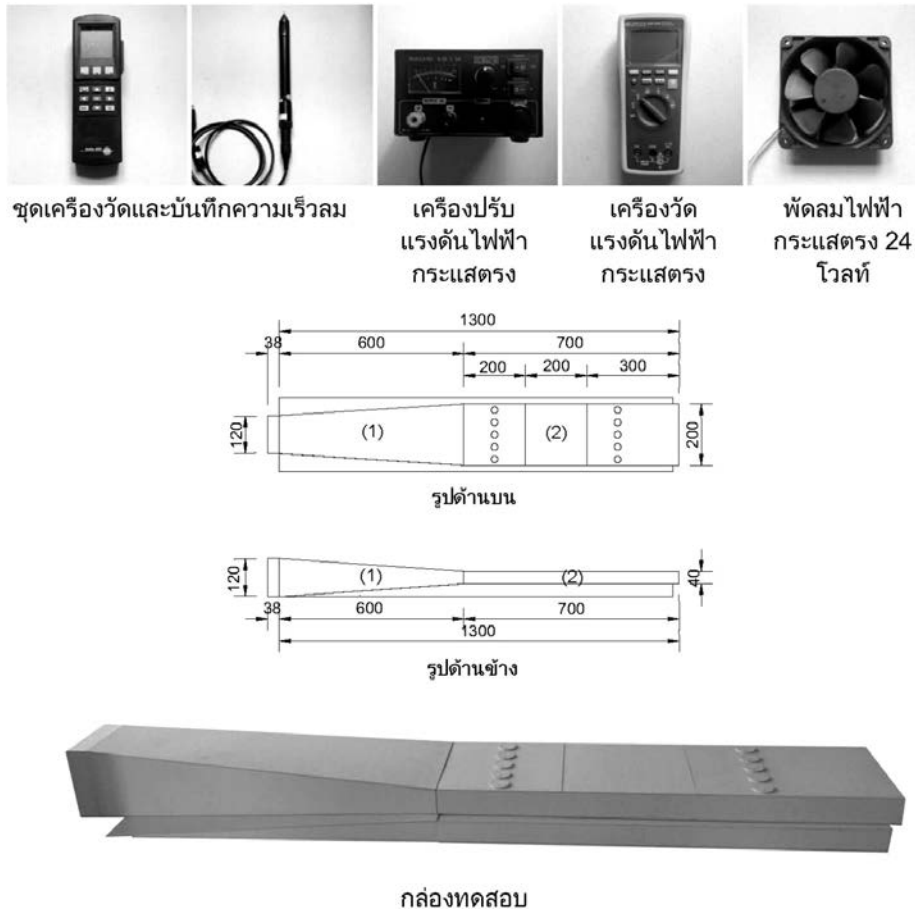 ชุดเครื่องวัดและบันทึกความเร็วลม
เครื่องปรับ
แรงดันไฟฟ้า
กระแสตรง
เครื่องวัด
แรงดันไฟฟ้า
กระแสตรง
พัดลมไฟฟ้า
กระแสตรง 24
โวลท์
1300
38 600 700
200 200 300
120 (1) (2) 200
รูปด้านบน
120 (1) (2) 40
38 600 700
1300
รูปด้านข้าง
กล่องทดสอบ